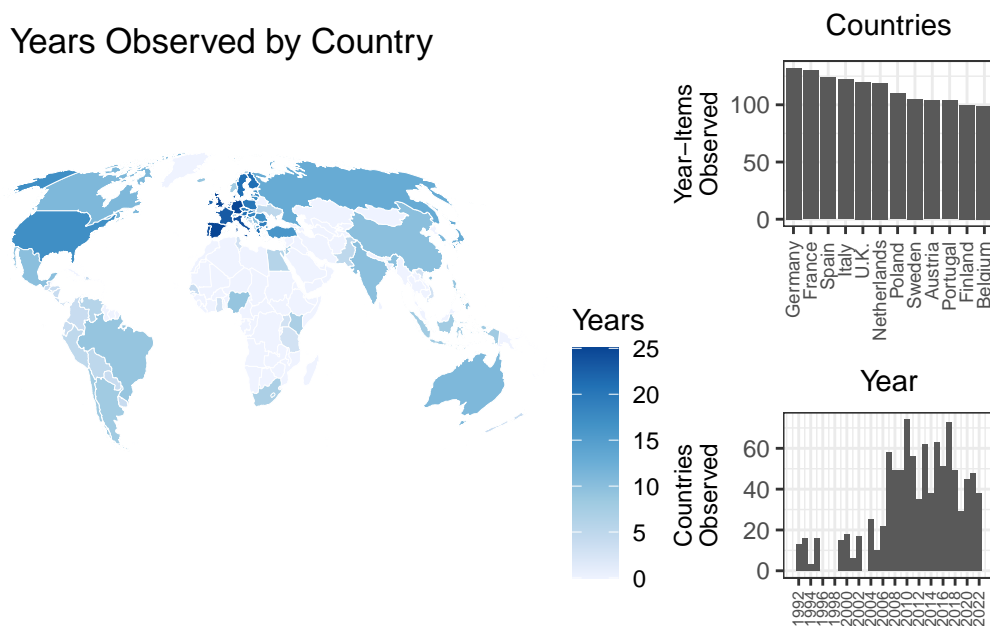 Years Observed by Country
Years
25
20
15
10
5
0
Countries
Year−Items
Observed
100
50
0
Germany
France
Spain
Italy
U.K.
Netherlands
Poland
Sweden
Austria
Portugal
Finland
Belgium
Year
Countries
Observed
60
40
20
0
1992
1994
1996
1998
2000
2002
2004
2006
2008
2010
2012
2014
2016
2018
2020
2022